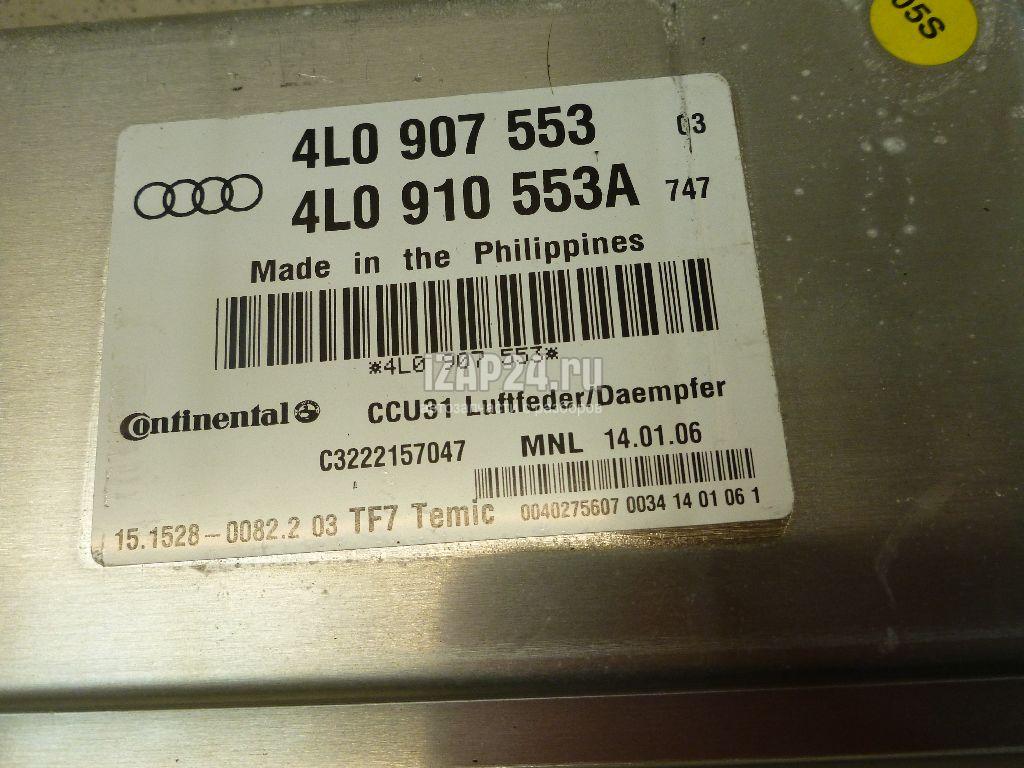 05S
4L0 907 553 03
4L0 910 553A 747
Made in the Philippines
*4L0 907 553*
IZAP24.ru
Continental CCU31 Luftfeder/Daempfer
C3222157047 MNL 14.01.06
15.1528-0082.2 03 TF7 Temic 0040275607 0034 14 01 06 1